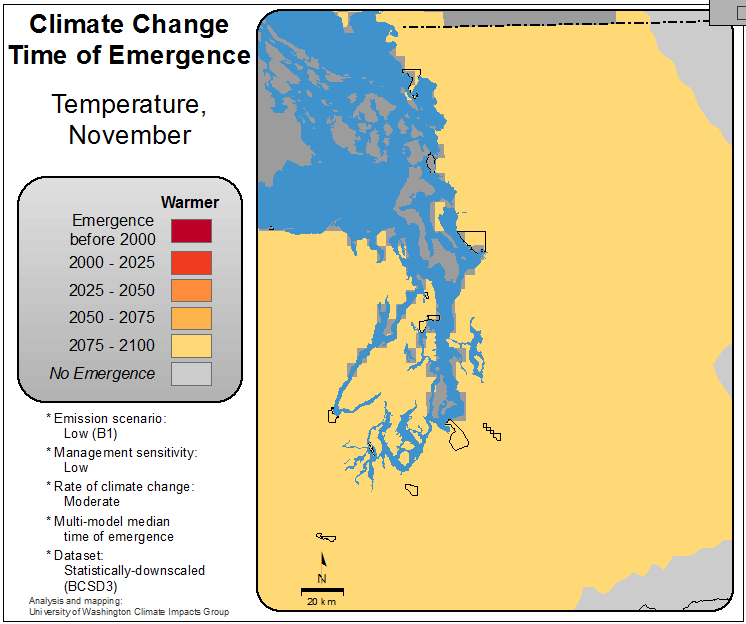 Climate Change
Time of Emergence
Temperature,
November
Warmer
Emergence
before 2000
2000 - 2025
2025 - 2050
2050 - 2075
2075 - 2100
No Emergence
* Emission scenario:
Low (B1)
* Management sensitivity:
Low
* Rate of climate change:
Moderate
* Multi-model median
time of emergence
* Dataset:
Statistically-downscaled
(BCSD3)
Analysis and mapping:
University of Washington Climate Impacts Group
N
20 km